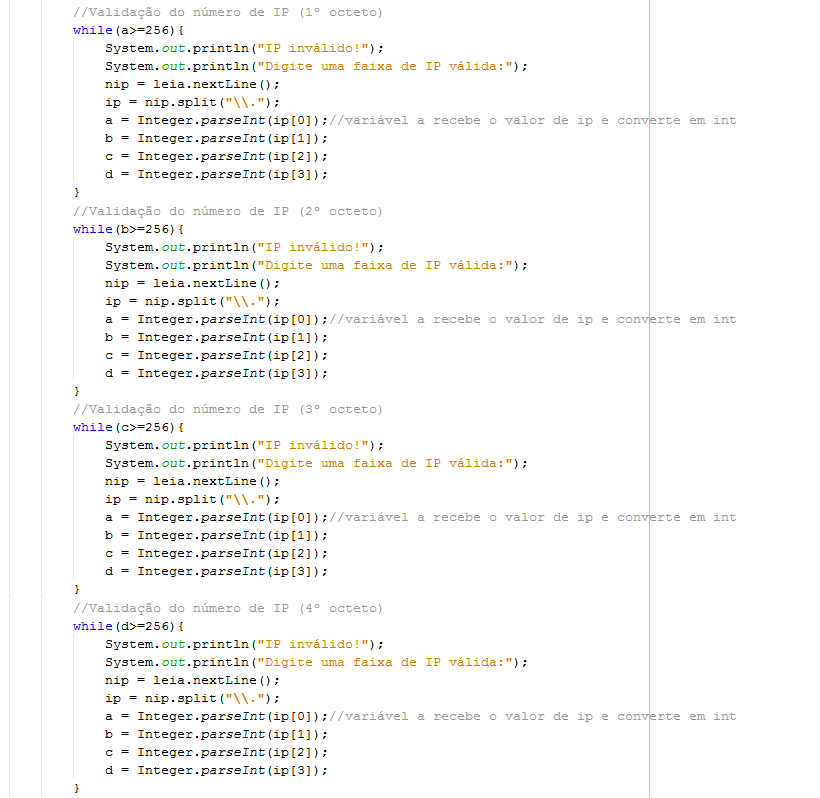 //Validação do número de IP (1º octeto)
while(a>=256){
System.out.println("IP inválido!");
System.out.println("Digite uma faixa de IP válida:");
nip = leia.nextLine();
ip = nip.split("\\.");
a = Integer.parseInt(ip[0]);//variável a recebe o valor de ip e converte em int
b = Integer.parseInt(ip[1]);
c = Integer.parseInt(ip[2]);
d = Integer.parseInt(ip[3]);
}
//Validação do número de IP (2º octeto)
while(b>=256){
System.out.println("IP inválido!");
System.out.println("Digite uma faixa de IP válida:");
nip = leia.nextLine();
ip = nip.split("\\.");
a = Integer.parseInt(ip[0]);//variável a recebe o valor de ip e converte em int
b = Integer.parseInt(ip[1]);
c = Integer.parseInt(ip[2]);
d = Integer.parseInt(ip[3]);
}
//Validação do número de IP (3º octeto)
while(c>=256){
System.out.println("IP inválido!");
System.out.println("Digite uma faixa de IP válida:");
nip = leia.nextLine();
ip = nip.split("\\.");
a = Integer.parseInt(ip[0]);//variável a recebe o valor de ip e converte em int
b = Integer.parseInt(ip[1]);
c = Integer.parseInt(ip[2]);
d = Integer.parseInt(ip[3]);
}
//Validação do número de IP (4º octeto)
while(d>=256){
System.out.println("IP inválido!");
System.out.println("Digite uma faixa de IP válida:");
nip = leia.nextLine();
ip = nip.split("\\.");
a = Integer.parseInt(ip[0]);//variável a recebe o valor de ip e converte em int
b = Integer.parseInt(ip[1]);
c = Integer.parseInt(ip[2]);
d = Integer.parseInt(ip[3]);
}